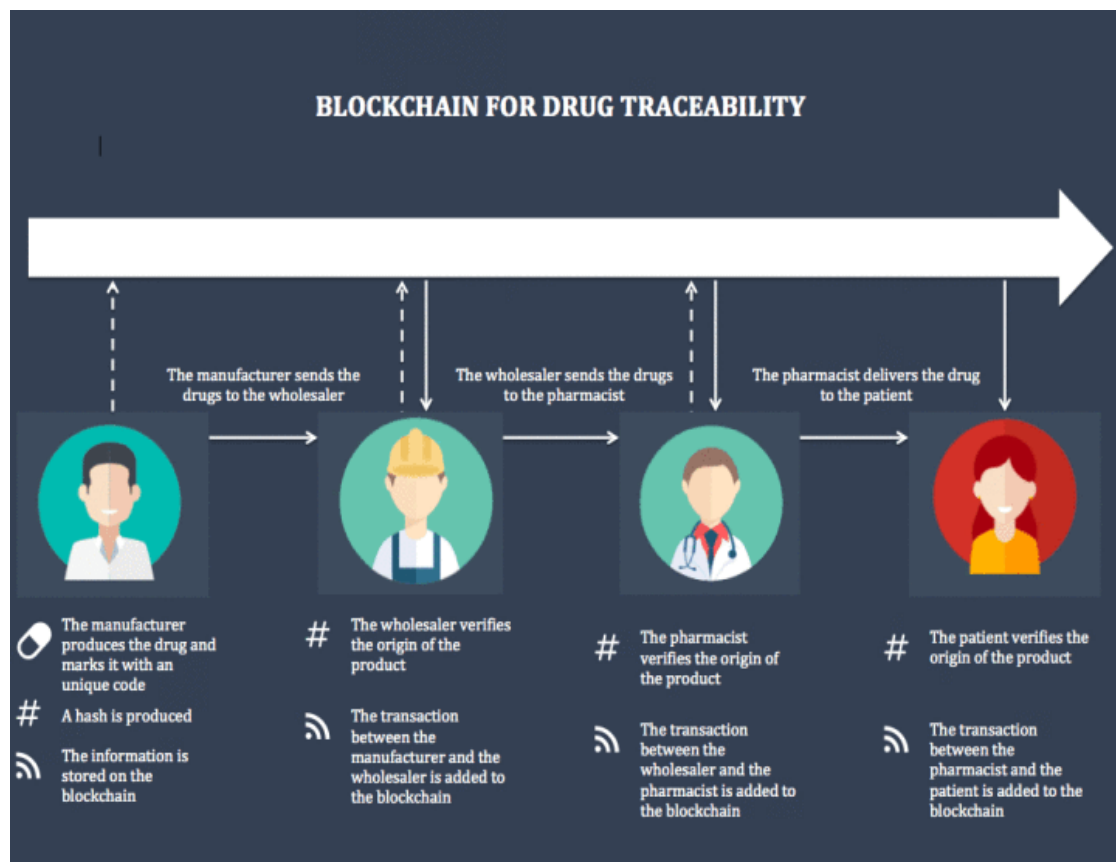 BLOCKCHAIN FOR DRUG TRACEABILITY
The manufacturer sends the
drugs to the wholesaler
The wholesaler sends the drugs
to the pharmacist
The pharmacist delivers the drug
to the patient
The manufacturer
produces the drug and
marks it with an
unique code
# A hash is produced
The information is
stored on the
blockchain
# The wholesaler verifies
the origin of the
product
The transaction
between the
manufacturer and the
wholesaler is added to
the blockchain
# The pharmacist
verifies the origin of
the product
The transaction
between the
wholesaler and the
pharmacist is added to
the blockchain
# The patient verifies the
origin of the product
The transaction
between the
pharmacist and the
patient is added to the
blockchain